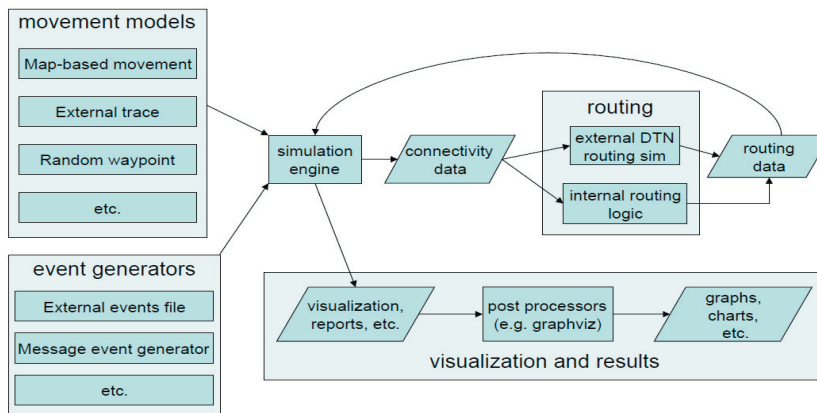 movement models
Map-based movement
External trace
Random waypoint
etc.
event generators
External events file
Message event generator
etc.
simulation
engine
connectivity
data
routing
external DTN
routing sim
internal routing
logic
routing
data
visualization,
reports, etc.
post processors
(e.g. graphviz)
graphs,
charts,
etc.
visualization and results